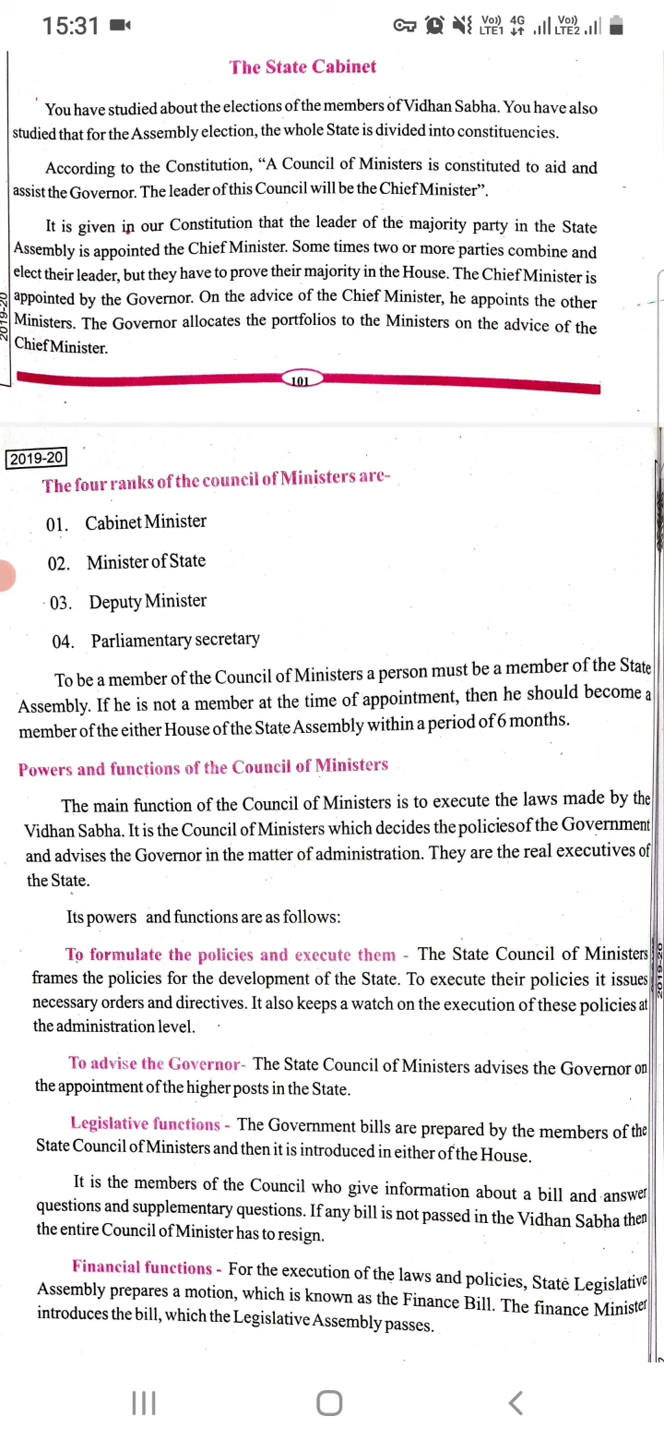 15:31
Vo)) 4G Vo))
LTE1 LTE2
The State Cabinet
You have studied about the elections of the members of Vidhan Sabha. You have also
studied that for the Assembly election, the whole State is divided into constituencies.
According to the Constitution, “A Council of Ministers is constituted to aid and
assist the Governor. The leader of this Council will be the Chief Minister”.
It is given in our Constitution that the leader of the majority party in the State
Assembly is appointed the Chief Minister. Some times two or more parties combine and
elect their leader, but they have to prove their majority in the House. The Chief Minister is
appointed by the Governor. On the advice of the Chief Minister, he appoints the other
Ministers. The Governor allocates the portfolios to the Ministers on the advice of the
Chief Minister.
2019-20
101
2019-20
The four ranks of the council of Ministers are-
01. Cabinet Minister
02. Minister of State
03. Deputy Minister
04. Parliamentary secretary
To be a member of the Council of Ministers a person must be a member of the State
Assembly. If he is not a member at the time of appointment, then he should become a
member of the either House of the State Assembly within a period of 6 months.
Powers and functions of the Council of Ministers
The main function of the Council of Ministers is to execute the laws made by the
Vidhan Sabha. It is the Council of Ministers which decides the policies of the Government
and advises the Governor in the matter of administration. They are the real executives of
the State.
Its powers and functions are as follows:
To formulate the policies and execute them - The State Council of Ministers
frames the policies for the development of the State. To execute their policies it issues
necessary orders and directives. It also keeps a watch on the execution of these policies at
the administration level.
2019-20
To advise the Governor- The State Council of Ministers advises the Governor on
the appointment of the higher posts in the State.
Legislative functions - The Government bills are prepared by the members of the
State Council of Ministers and then it is introduced in either of the House.
It is the members of the Council who give information about a bill and answer
questions and supplementary questions. If any bill is not passed in the Vidhan Sabha then
the entire Council of Minister has to resign.
Financial functions - For the execution of the laws and policies, State Legislative
Assembly prepares a motion, which is known as the Finance Bill. The finance Minister
introduces the bill, which the Legislative Assembly passes.